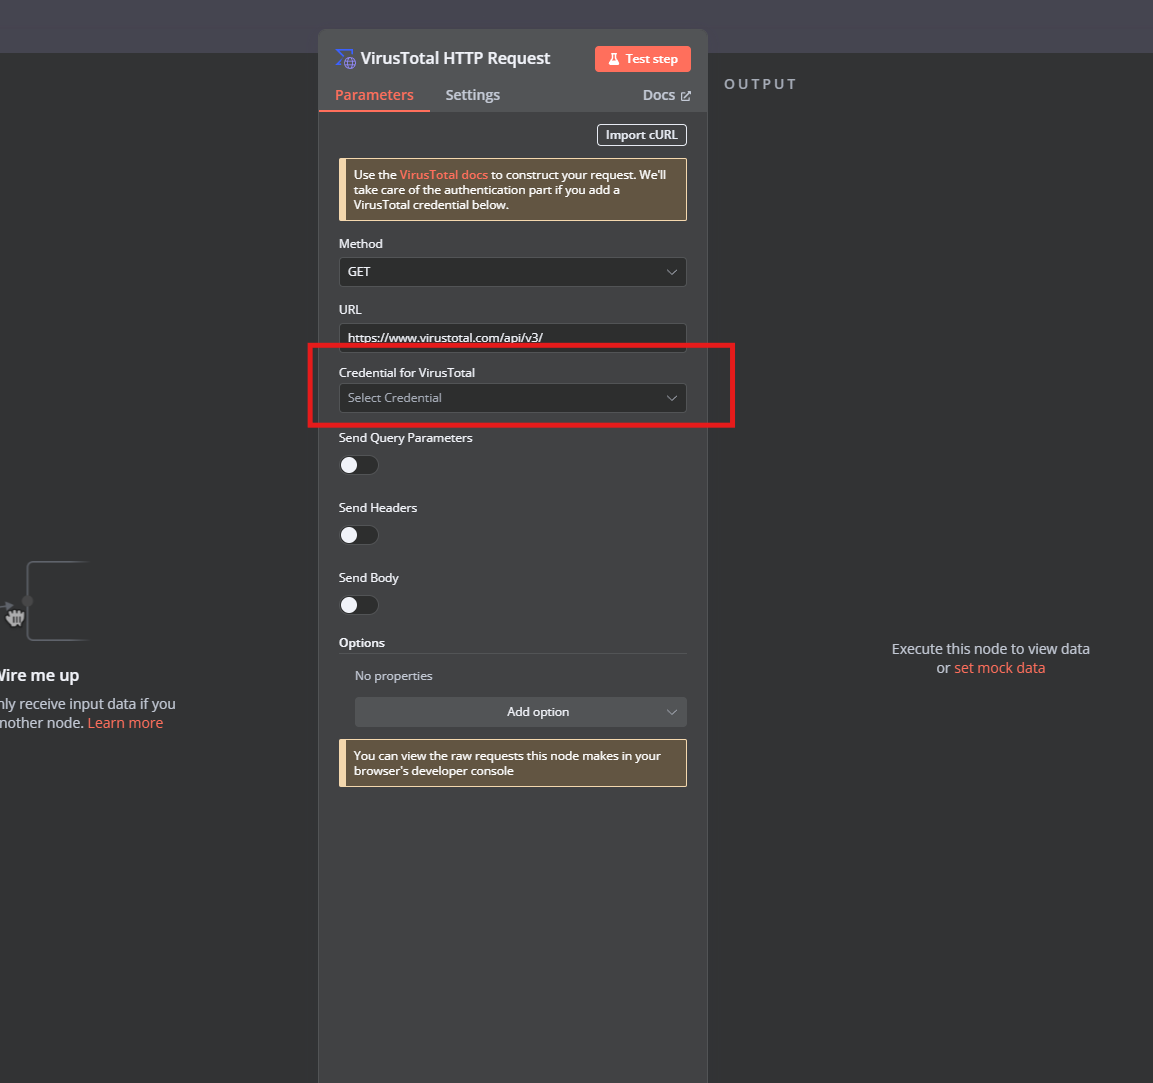 VirusTotal HTTP Request
Test step
Parameters
Settings
Docs
OUTPUT
Import cURL
Use the VirusTotal docs to construct your request. We'll
take care of the authentication part if you add a
VirusTotal credential below.
Method
GET
URL
https://www.virustotal.com/api/v3/
Credential for VirusTotal
Select Credential
Send Query Parameters
Send Headers
Send Body
Options
No properties
Add option
You can view the raw requests this node makes in your
browser's developer console
Wire me up
receive input data if you
node. Learn more
Execute this node to view data
or set mock data